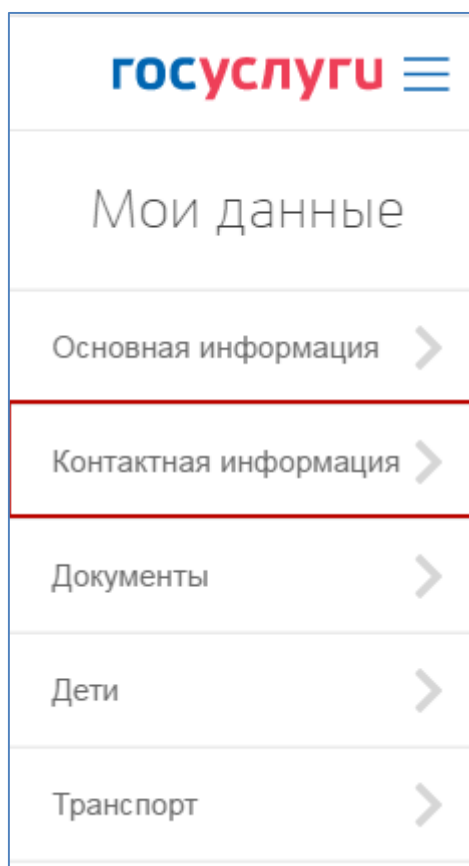 госуслуги
Мои данные
Основная информация
Контактная информация
Документы
Дети
Транспорт